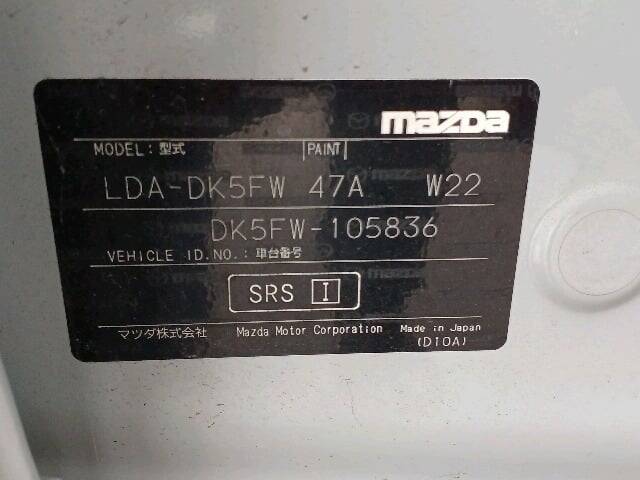 mazda
MODEL: 型式 PAINT
LDA-DK5FW 47A W22
DK5FW-105836
VEHICLE ID.NO.: 車台番号
SRS I
マツダ株式会社 Mazda Motor Corporation Made in Japan
(D10A)